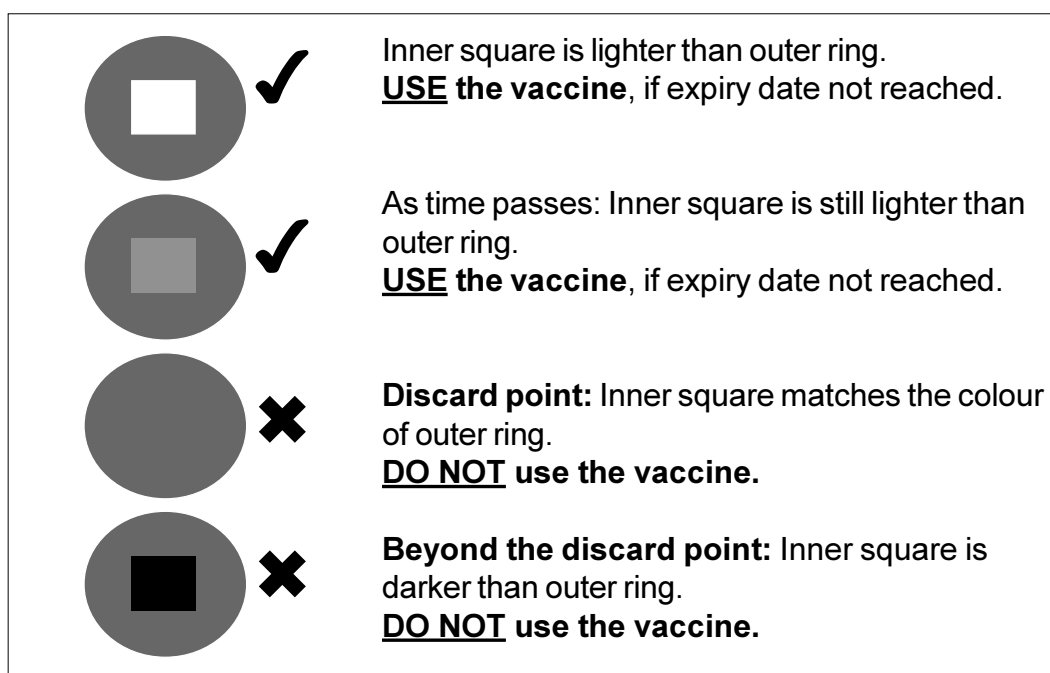 Inner square is lighter than outer ring.
USE the vaccine, if expiry date not reached.
As time passes: Inner square is still lighter than
outer ring.
USE the vaccine, if expiry date not reached.
Discard point: Inner square matches the colour
of outer ring.
DO NOT use the vaccine.
Beyond the discard point: Inner square is
darker than outer ring.
DO NOT use the vaccine.